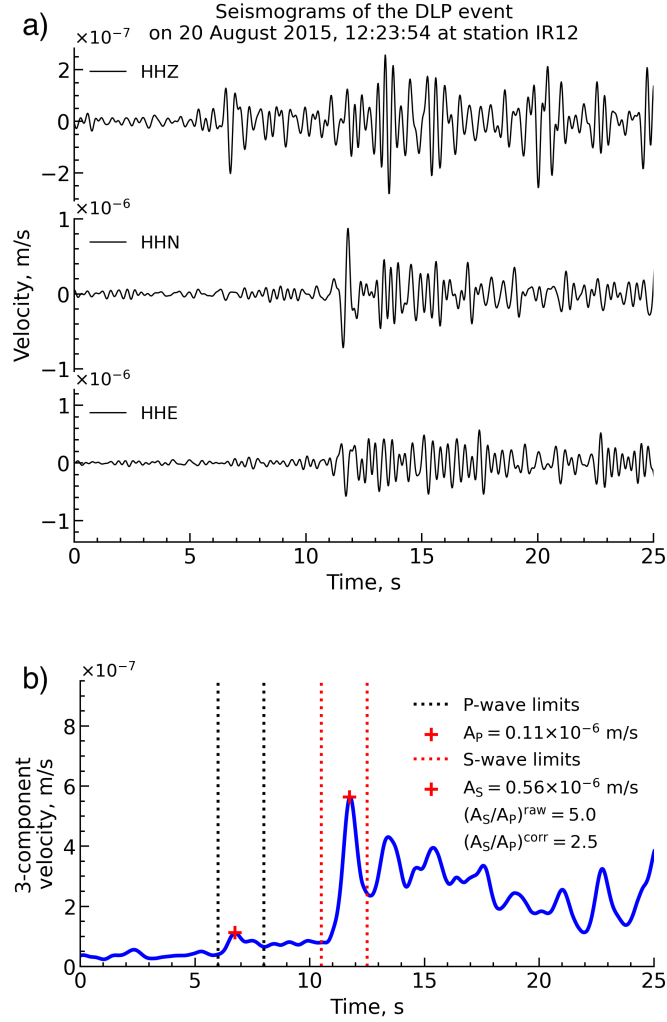 a)
Seismograms of the DLP event
on 20 August 2015, 12:23:54 at station IR12
×10⁻⁷
HHZ
2
0
−2
×10⁻⁶
HHN
1
0
−1
Velocity, m/s
×10⁻⁶
HHE
1
0
−1
0 5 10 15 20 25
Time, s
b)
×10⁻⁷
8
6
4
2
0
3-component
velocity, m/s
P-wave limits
A_P = 0.11×10⁻⁶ m/s
S-wave limits
A_S = 0.56×10⁻⁶ m/s
(A_S/A_P)^raw = 5.0
(A_S/A_P)^corr = 2.5
0 5 10 15 20 25
Time, s